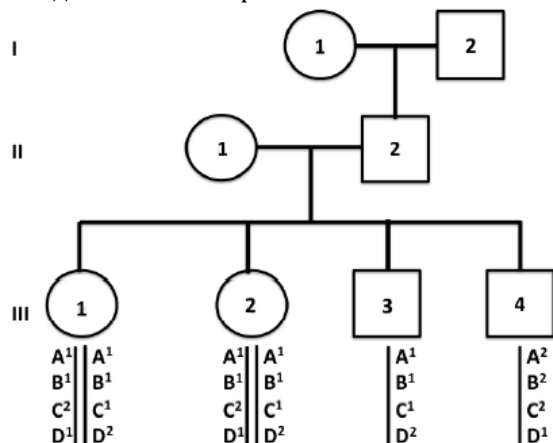 I
1
2
II
1
2
III
1
2
3
4
A¹ A¹ A¹ A¹ A¹ A²
B¹ B¹ B¹ B¹ B¹ B²
C² C¹ C² C¹ C¹ C²
D¹ D² D¹ D² D² D¹